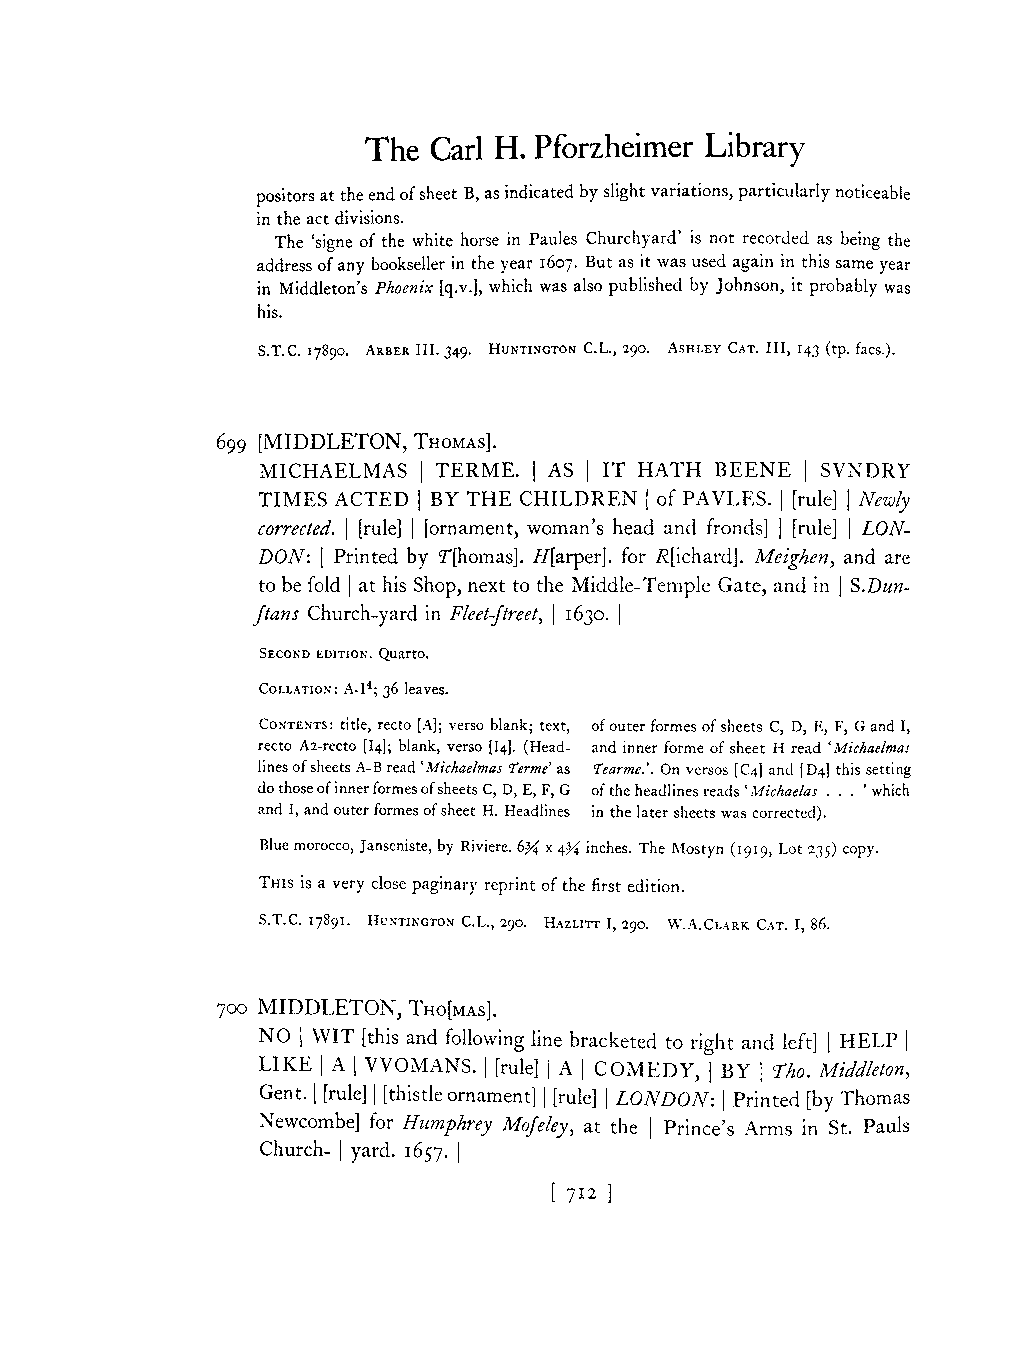 The Carl H. Pforzheimer Library
positors at the end of sheet B, as indicated by slight variations, particularly noticeable
in the act divisions.
The ‘signe of the white horse in Paules Churchyard’ is not recorded as being the
address of any bookseller in the year 1607. But as it was used again in this same year
in Middleton's Phoenix [q.v.], which was also published by Johnson, it probably was
his.
S.T.C. 17890. ARBER III. 349. HUNTINGTON C.L., 290. ASHLEY CAT. III, 143 (tp. facs.).
699 [MIDDLETON, THOMAS].
MICHAELMAS | TERME. | AS | IT HATH BEENE | SVNDRY
TIMES ACTED | BY THE CHILDREN | of PAVLES. | [rule] | Newly
corrected. | [rule] | [ornament, woman's head and fronds] | [rule] | LON-
DON: | Printed by T[homas]. H[arper]. for R[ichard]. Meighen, and are
to be ſold | at his Shop, next to the Middle-Temple Gate, and in | S.Dun-
ſtans Church-yard in Fleet-ſtreet, | 1630. |
SECOND EDITION. Quarto.
COLLATION: A-I⁴; 36 leaves.
CONTENTS: title, recto [A]; verso blank; text,
recto A2-recto [I4]; blank, verso [I4]. (Head-
lines of sheets A-B read ‘Michaelmas Terme’ as
do those of inner formes of sheets C, D, E, F, G
and I, and outer formes of sheet H. Headlines
of outer formes of sheets C, D, E, F, G and I,
and inner forme of sheet H read ‘Michaelmas
Tearme.’. On versos [C4] and [D4] this setting
of the headlines reads ‘Michaelas . . . ’ which
in the later sheets was corrected).
Blue morocco, Janseniste, by Riviere. 6¾ x 4¾ inches. The Mostyn (1919, Lot 235) copy.
THIS is a very close paginary reprint of the first edition.
S.T.C. 17891. HUNTINGTON C.L., 290. HAZLITT I, 290. W.A.CLARK CAT. I, 86.
700 MIDDLETON, THO[MAS].
NO | WIT [this and following line bracketed to right and left] | HELP |
LIKE | A | VVOMANS. | [rule] | A | COMEDY, | BY | Tho. Middleton,
Gent. | [rule] | [thistle ornament] | [rule] | LONDON: | Printed [by Thomas
Newcombe] for Humphrey Moſeley, at the | Prince's Arms in St. Pauls
Church- | yard. 1657. |
[ 712 ]